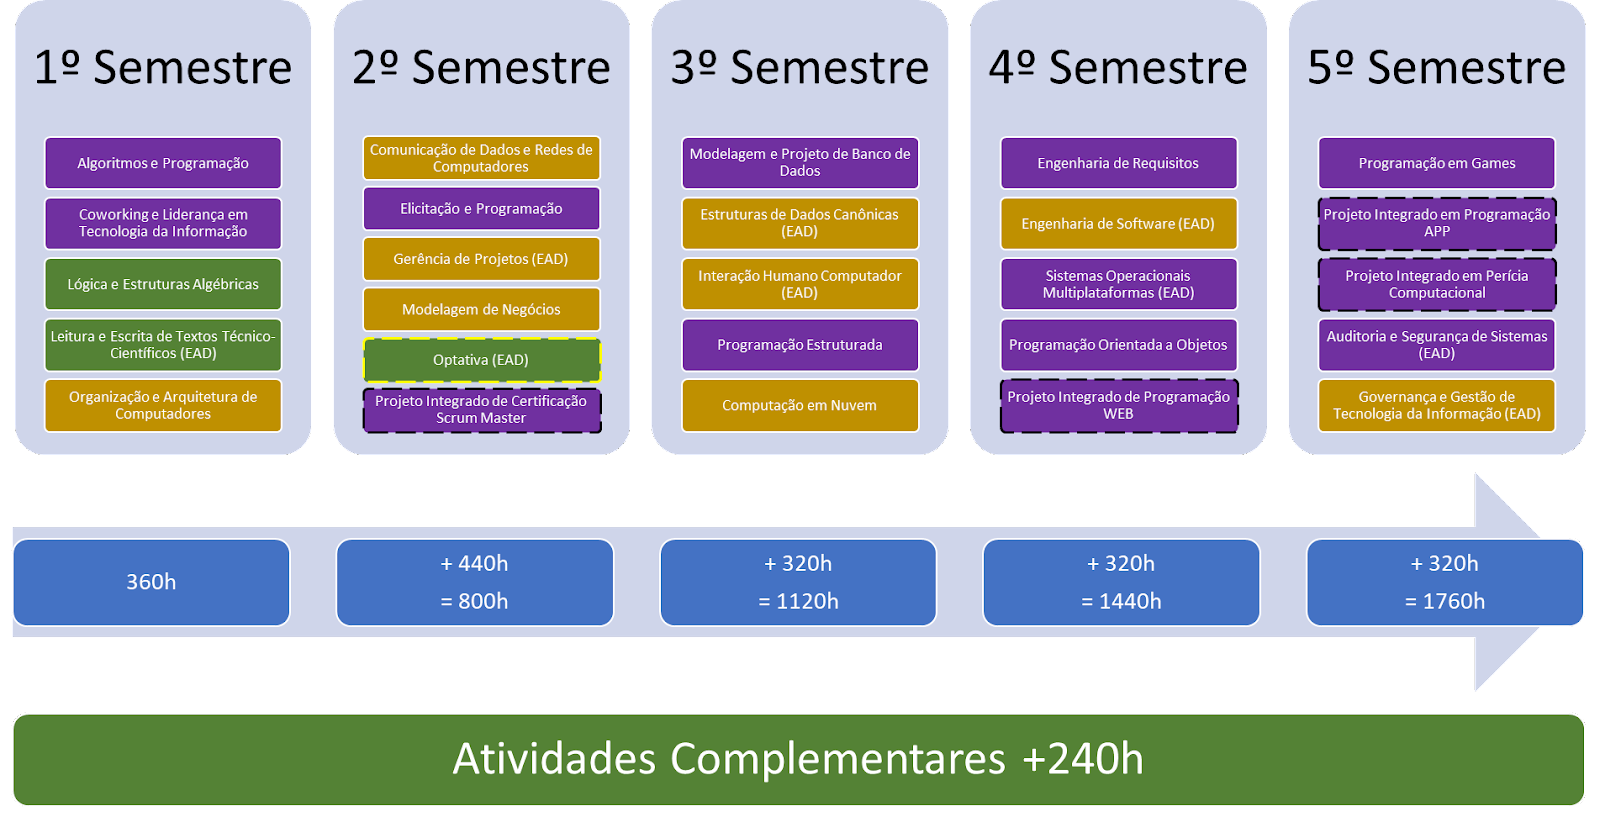 1º Semestre
Algoritmos e Programação
Coworking e Liderança em
Tecnologia da Informação
Lógica e Estruturas Algébricas
Leitura e Escrita de Textos Técnico-
Científicos (EAD)
Organização e Arquitetura de
Computadores
2º Semestre
Comunicação de Dados e Redes de
Computadores
Elicitação e Programação
Gerência de Projetos (EAD)
Modelagem de Negócios
Optativa (EAD)
Projeto Integrado de Certificação
Scrum Master
3º Semestre
Modelagem e Projeto de Banco de
Dados
Estruturas de Dados Canônicas
(EAD)
Interação Humano Computador
(EAD)
Programação Estruturada
Computação em Nuvem
4º Semestre
Engenharia de Requisitos
Engenharia de Software (EAD)
Sistemas Operacionais
Multiplataformas (EAD)
Programação Orientada a Objetos
Projeto Integrado de Programação
WEB
5º Semestre
Programação em Games
Projeto Integrado em Programação
APP
Projeto Integrado em Perícia
Computacional
Auditoria e Segurança de Sistemas
(EAD)
Governança e Gestão de
Tecnologia da Informação (EAD)
360h
+ 440h
= 800h
+ 320h
= 1120h
+ 320h
= 1440h
+ 320h
= 1760h
Atividades Complementares +240h